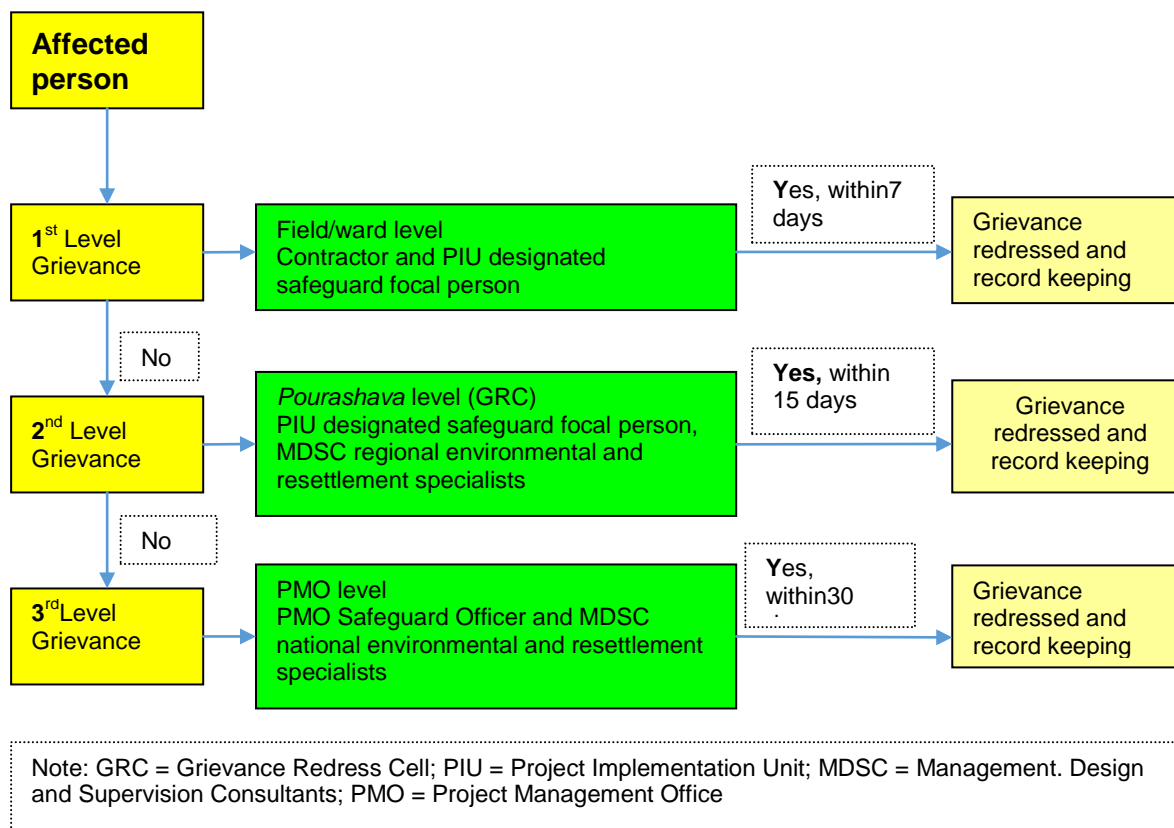 Affected
person
1st Level
Grievance
Field/ward level
Contractor and PIU designated
safeguard focal person
Yes, within7
days
Grievance
redressed and
record keeping
No
2nd Level
Grievance
Pourashava level (GRC)
PIU designated safeguard focal person,
MDSC regional environmental and
resettlement specialists
Yes, within
15 days
Grievance
redressed and
record keeping
No
3rdLevel
Grievance
PMO level
PMO Safeguard Officer and MDSC
national environmental and resettlement
specialists
Yes,
within30
Grievance
redressed and
record keeping
Note: GRC = Grievance Redress Cell; PIU = Project Implementation Unit; MDSC = Management. Design
and Supervision Consultants; PMO = Project Management Office